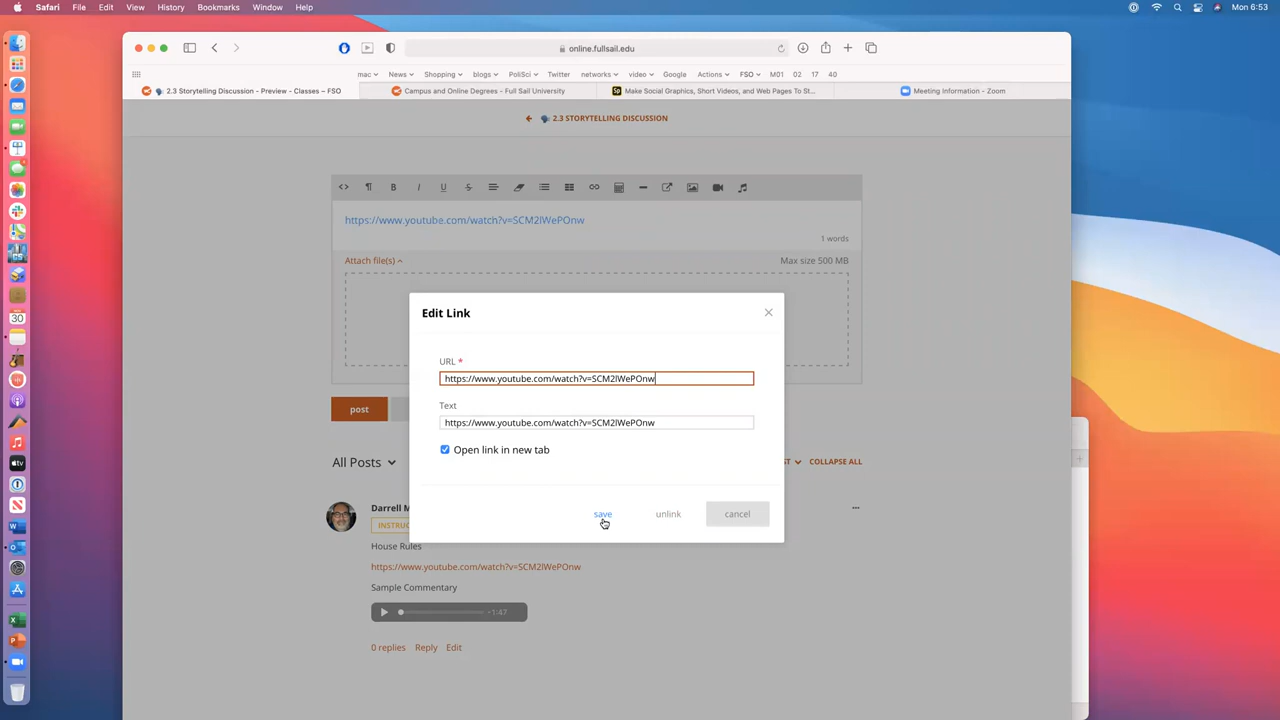 Safari File Edit View History Bookmarks Window Help Mon 6:53
online.fullsail.edu
mac News Shopping blogs PoliSci Twitter networks video Google Actions FSO M01 02 17 40
2.3 Storytelling Discussion - Preview - Classes ~ FSO Campus and Online Degrees - Full Sail University Make Social Graphics, Short Videos, and Web Pages To St... Meeting Information - Zoom
2.3 STORYTELLING DISCUSSION
https://www.youtube.com/watch?v=SCM2lWePOnw
1 words
Attach file(s) Max size 500 MB
Edit Link
URL *
https://www.youtube.com/watch?v=SCM2lWePOnw
Text
https://www.youtube.com/watch?v=SCM2lWePOnw
Open link in new tab
save unlink cancel
post
All Posts COLLAPSE ALL
Darrell
House Rules
https://www.youtube.com/watch?v=SCM2lWePOnw
Sample Commentary
-1:47
0 replies Reply Edit